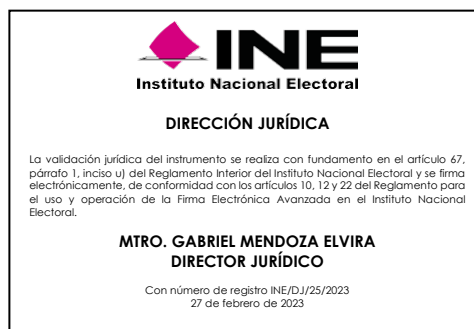 INE
Instituto Nacional Electoral
DIRECCIÓN JURÍDICA
La validación jurídica del instrumento se realiza con fundamento en el artículo 67,
párrafo 1, inciso u) del Reglamento Interior del Instituto Nacional Electoral y se firma
electrónicamente, de conformidad con los artículos 10, 12 y 22 del Reglamento para
el uso y operación de la Firma Electrónica Avanzada en el Instituto Nacional
Electoral.
MTRO. GABRIEL MENDOZA ELVIRA
DIRECTOR JURÍDICO
Con número de registro INE/DJ/25/2023
27 de febrero de 2023